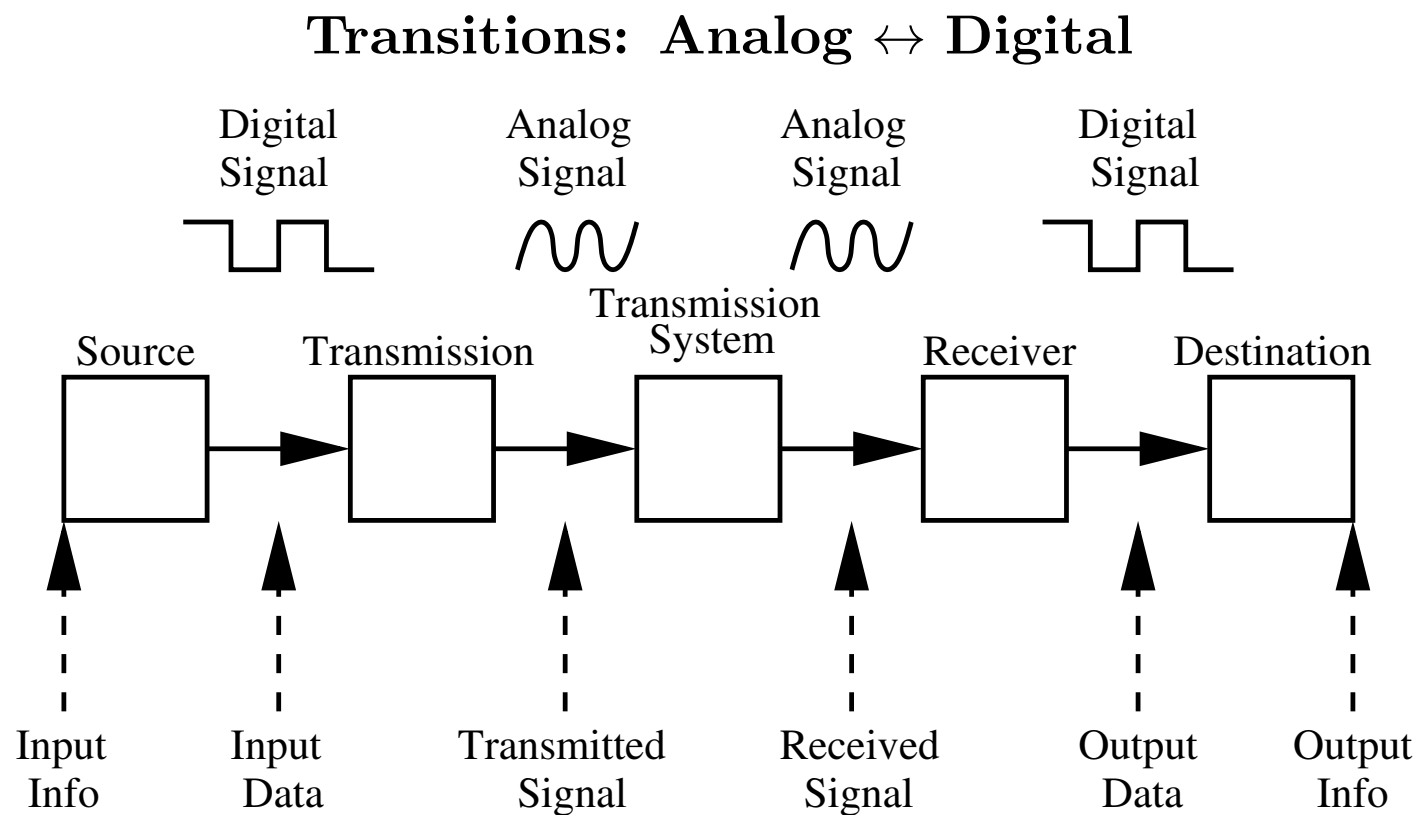 Transitions: Analog ↔ Digital
Digital
Signal
Analog
Signal
Analog
Signal
Digital
Signal
Transmission
System
Source
Transmission
Receiver
Destination
Input
Info
Input
Data
Transmitted
Signal
Received
Signal
Output
Data
Output
Info